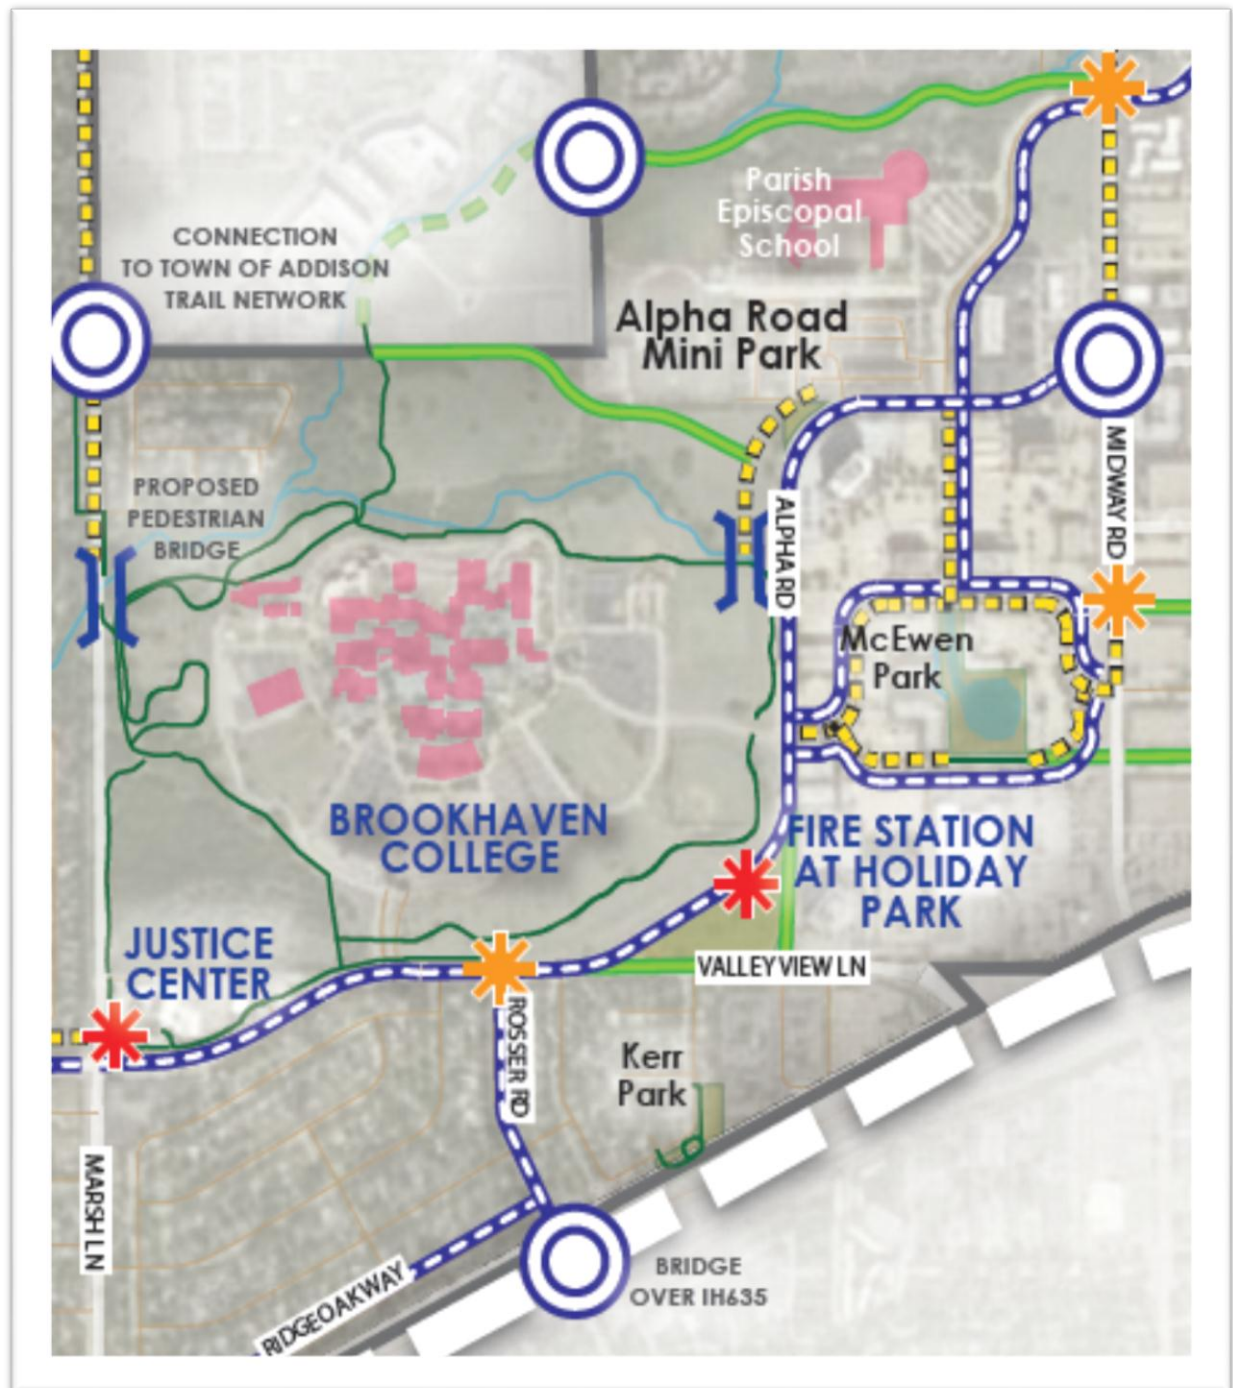 Parish
Episcopal
School
CONNECTION
TO TOWN OF ADDISON
TRAIL NETWORK
Alpha Road
Mini Park
MIDWAY RD
PROPOSED
PEDESTRIAN
BRIDGE
ALPHA RD
McEwen
Park
BROOKHAVEN
COLLEGE
FIRE STATION
AT HOLIDAY
PARK
JUSTICE
CENTER
VALLEY VIEW LN
ROSSER RD
Kerr
Park
MARSH LN
BRIDGE
OVER IH635
RIDGEOAK WAY